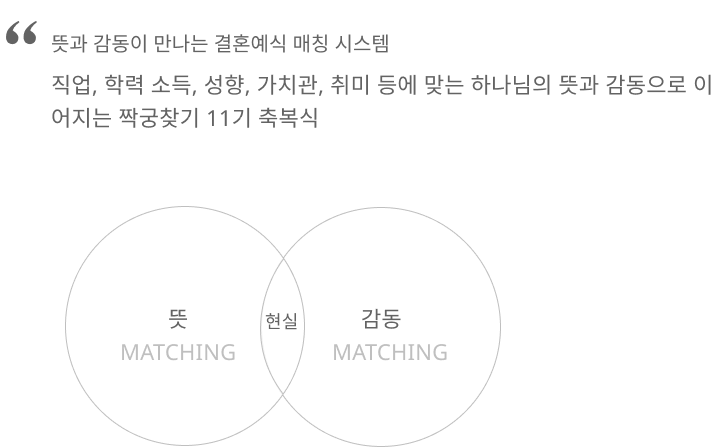 “ 뜻과 감동이 만나는 결혼예식 매칭 시스템
직업, 학력 소득, 성향, 가치관, 취미 등에 맞는 하나님의 뜻과 감동으로 이
어지는 짝궁찾기 11기 축복식
뜻
MATCHING
현실
감동
MATCHING